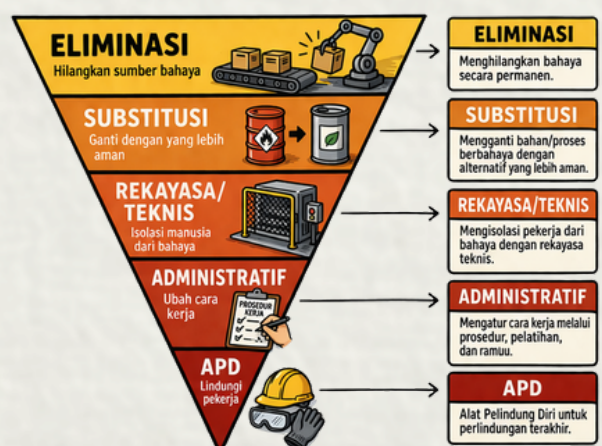 ELIMINASI
Hilangkan sumber bahaya
SUBSTITUSI
Ganti dengan yang lebih
aman
REKAYASA/
TEKNIS
Isolasi manusia
dari bahaya
ADMINISTRATIF
Ubah cara
kerja
PROSEDUR
KERJA
APD
Lindungi
pekerja
ELIMINASI
Menghilangkan bahaya
secara permanen.
SUBSTITUSI
Mengganti bahan/proses
berbahaya dengan
alternatif yang lebih aman.
REKAYASA/TEKNIS
Mengisolasi pekerja dari
bahaya dengan rekayasa
teknis.
ADMINISTRATIF
Mengatur cara kerja melalui
prosedur, pelatihan,
dan ramuu.
APD
Alat Pelindung Diri untuk
perlindungan terakhir.